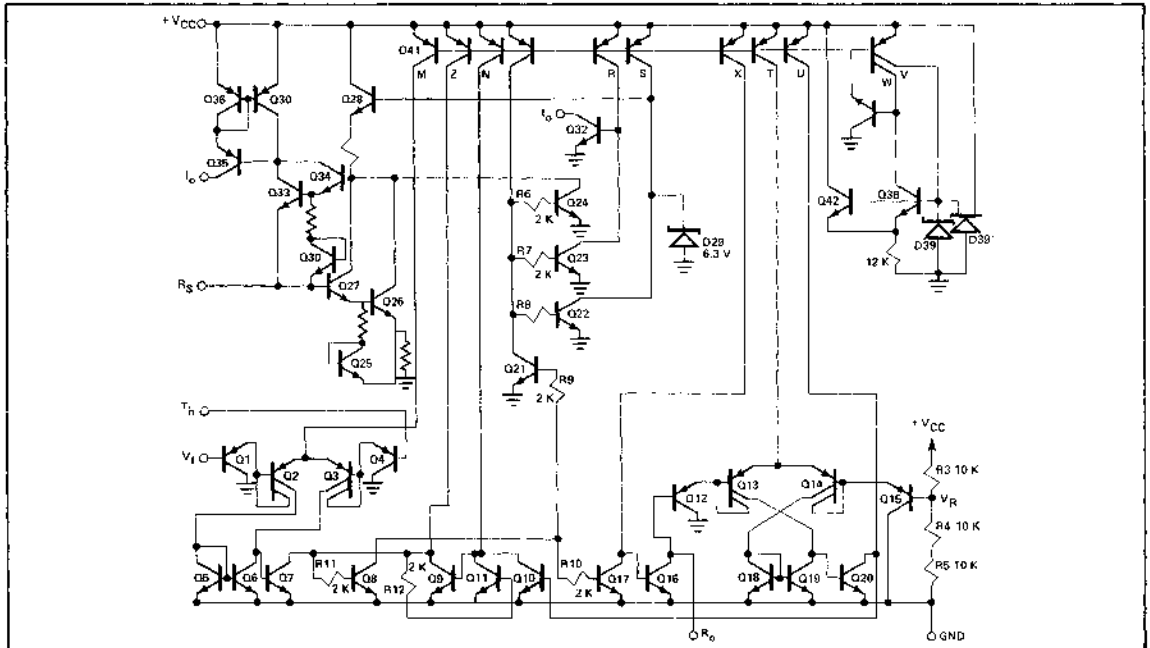 + VCC
Q41 M Z N R S X T U W V
Q36 Q30 Q28
Io Q32
Q35
Io Q34
Q33
R6 Q24
2 K
Q42 Q38
R7 Q23
2 K
D29
6.3 V
D39 D39
12 K
Q30
RS Q27 Q26
R8 Q22
2 K
Q25
Q21 R9
2 K
Th
VI Q1 Q2 Q3 Q4
+ VCC
R3 10 K
Q12 Q13 Q14 Q15
VR
R4 10 K
R5 10 K
Q5 Q6 Q7 R11 Q8 2 K Q9 Q11 Q10 R10 Q17 Q16 Q18 Q19 Q20
2 K R12 2 K
Ro GND